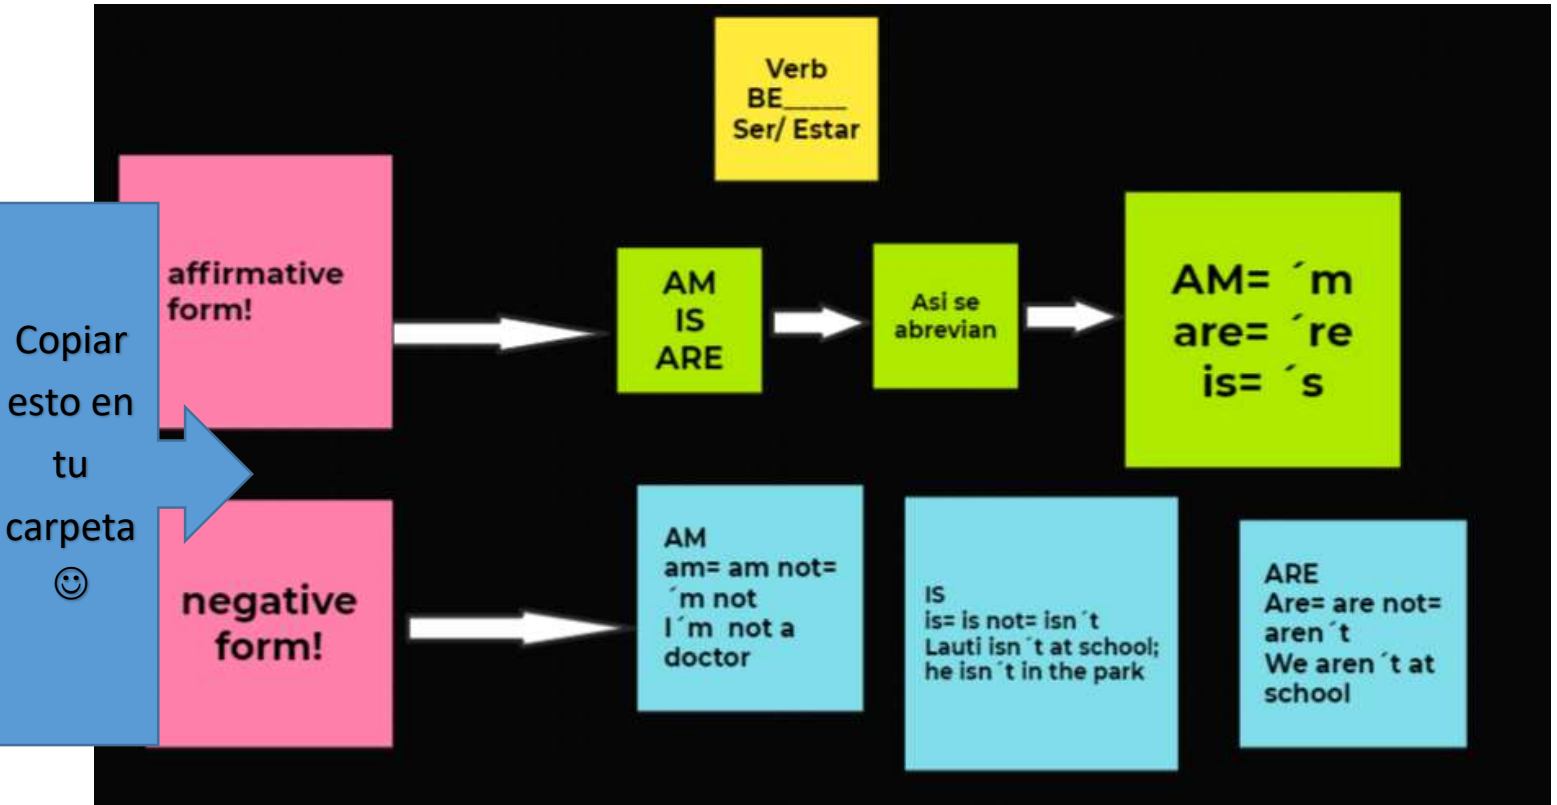 Verb
BE_____
Ser/ Estar
affirmative
form!
AM
IS
ARE
Asi se
abrevian
AM= ´m
are= ´re
is= ´s
Copiar
esto en
tu
carpeta
☺
negative
form!
AM
am= am not=
´m not
I´m  not a
doctor
IS
is= is not= isn´t
Lauti isn´t at school;
he isn´t in the park
ARE
Are= are not=
aren´t
We aren´t at
school